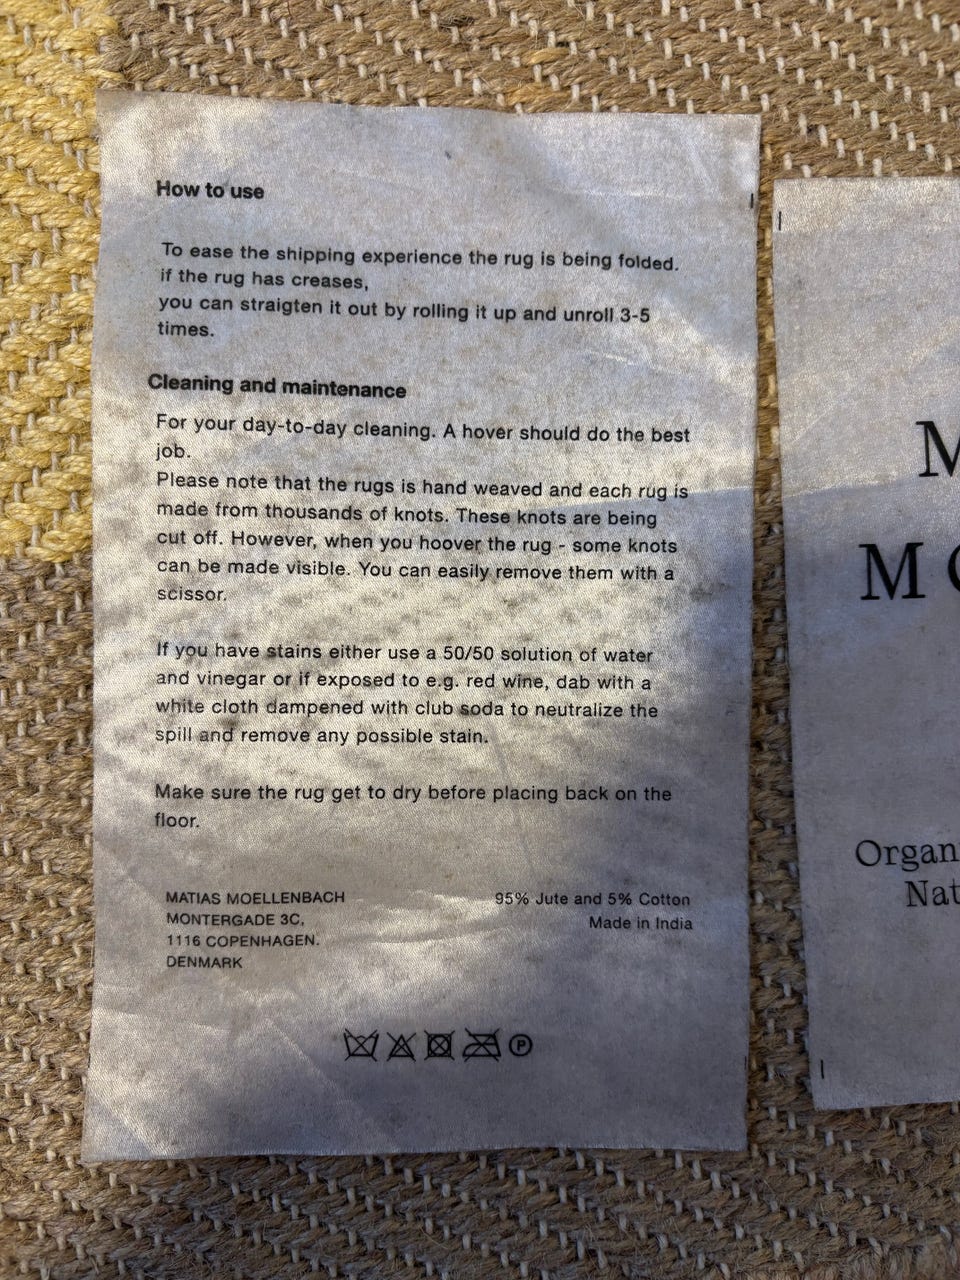 How to use
To ease the shipping experience the rug is being folded.
if the rug has creases,
you can straigten it out by rolling it up and unroll 3-5
times.
Cleaning and maintenance
For your day-to-day cleaning. A hover should do the best
job.
Please note that the rugs is hand weaved and each rug is
made from thousands of knots. These knots are being
cut off. However, when you hoover the rug - some knots
can be made visible. You can easily remove them with a
scissor.
If you have stains either use a 50/50 solution of water
and vinegar or if exposed to e.g. red wine, dab with a
white cloth dampened with club soda to neutralize the
spill and remove any possible stain.
Make sure the rug get to dry before placing back on the
floor.
MATIAS MOELLENBACH
MONTERGADE 3C,
1116 COPENHAGEN.
DENMARK
95% Jute and 5% Cotton
Made in India
P
M
M
Organ
Nat